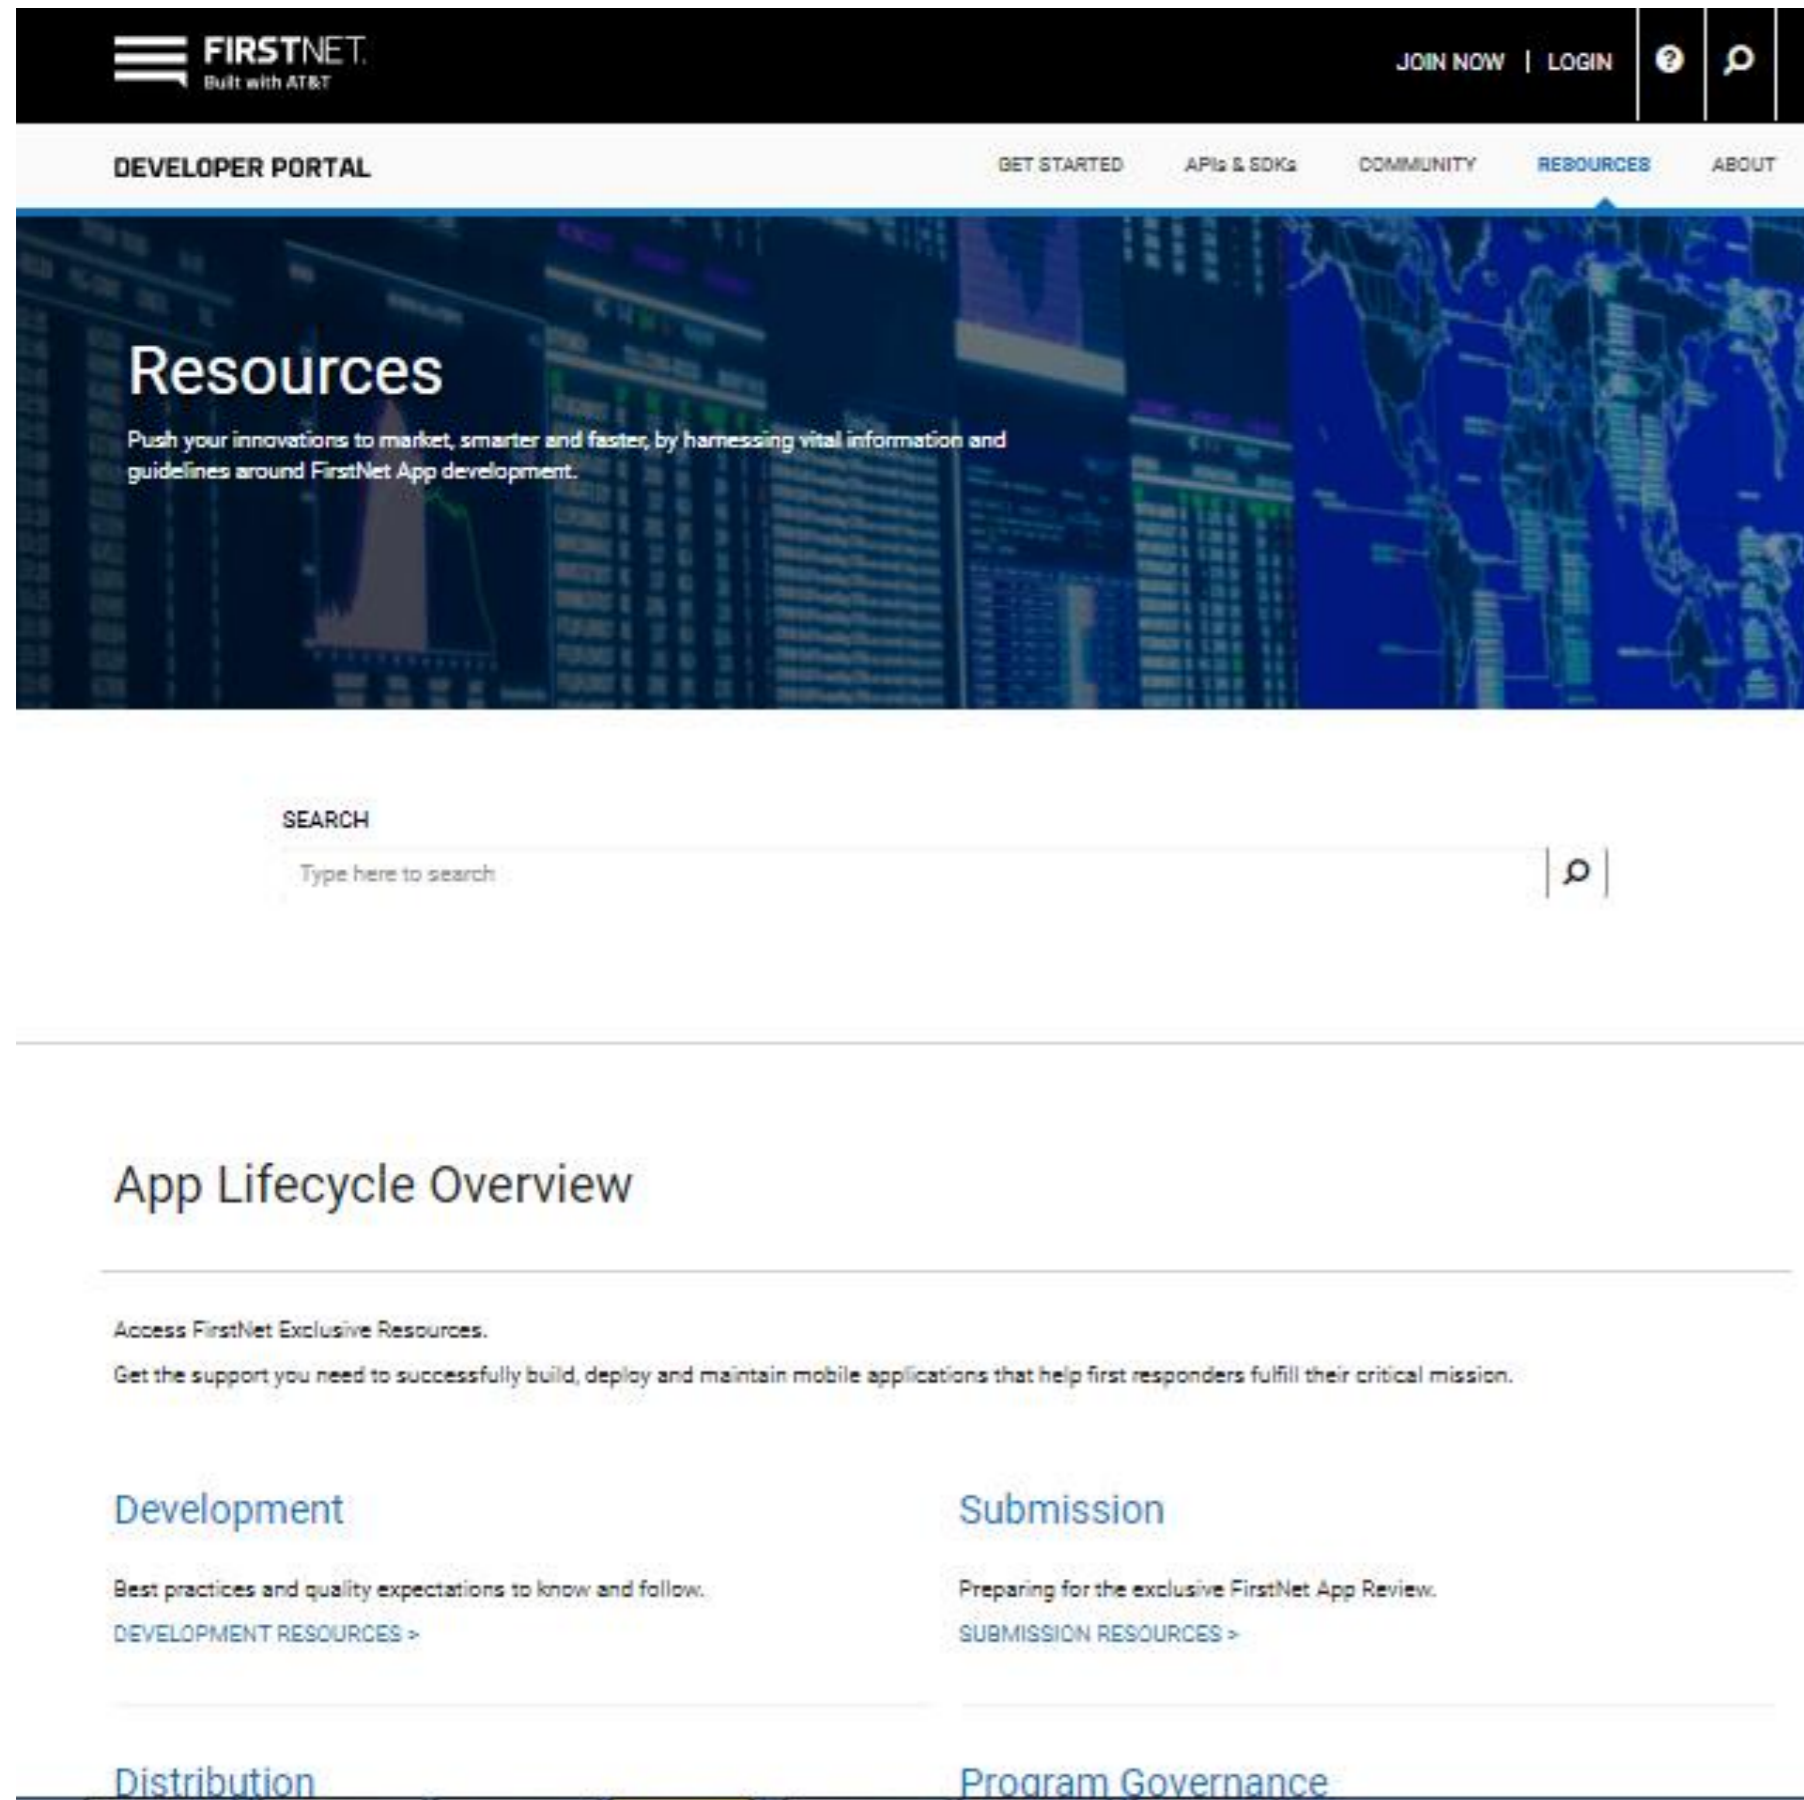 FIRSTNET.
Built with AT&T
JOIN NOW | LOGIN
DEVELOPER PORTAL
GET STARTED
APIs & SDKs
COMMUNITY
RESOURCES
ABOUT
Resources
Push your innovations to market, smarter and faster, by harnessing vital information and
guidelines around FirstNet App development.
SEARCH
Type here to search
App Lifecycle Overview
Access FirstNet Exclusive Resources.
Get the support you need to successfully build, deploy and maintain mobile applications that help first responders fulfill their critical mission.
Development
Best practices and quality expectations to know and follow.
DEVELOPMENT RESOURCES >
Submission
Preparing for the exclusive FirstNet App Review.
SUBMISSION RESOURCES >
Distribution
Program Governance